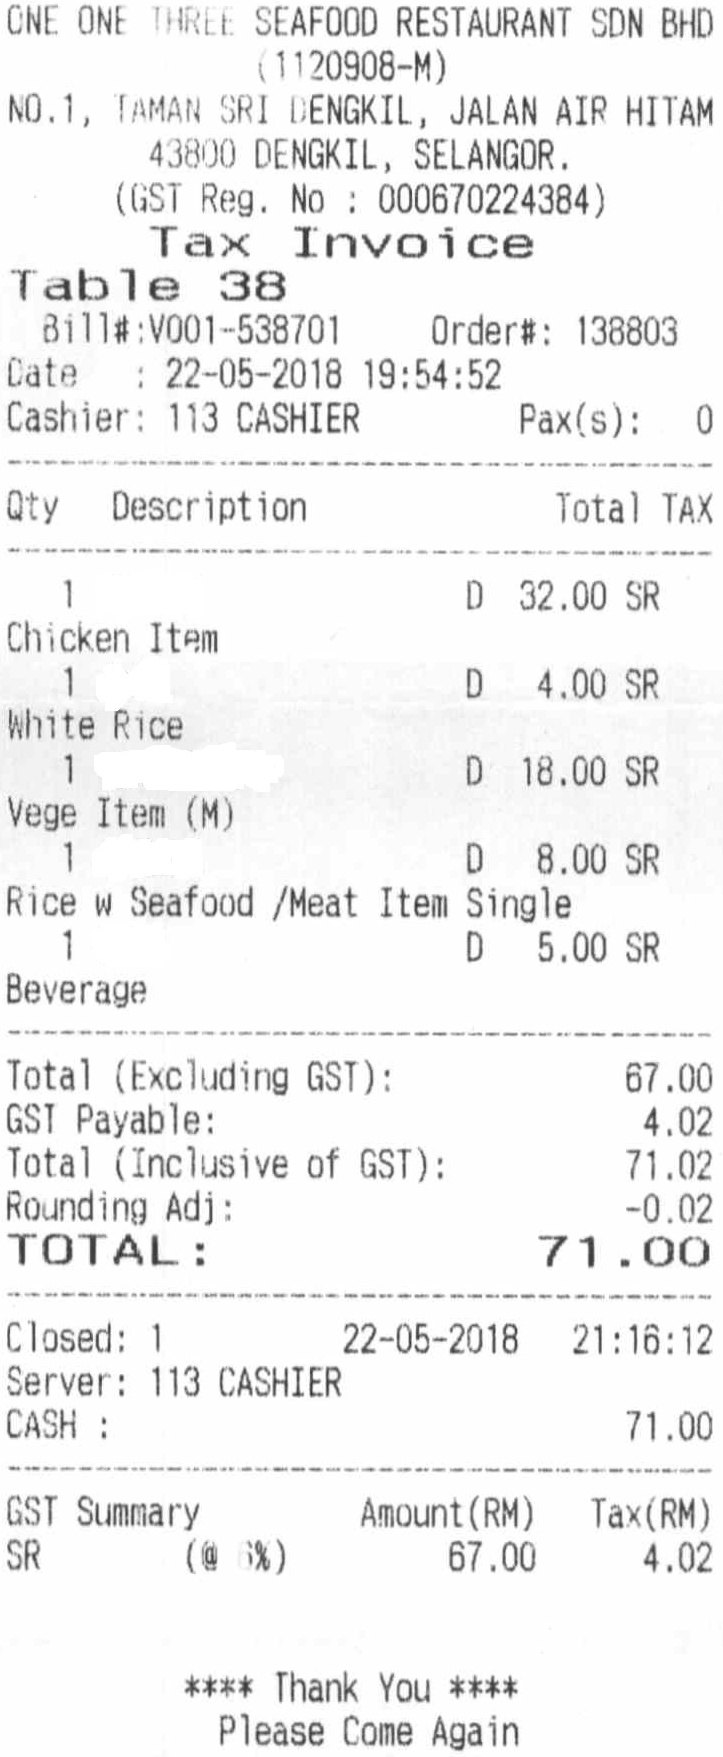 ONE ONE THREE SEAFOOD RESTAURANT SDN BHD
(1120908-M)
NO.1, TAMAN SRI DENGKIL, JALAN AIR HITAM
43800 DENGKIL, SELANGOR.
(GST Reg. No : 000670224384)
Tax Invoice
Table 38
Bill#:V001-538701 Order#: 138803
Date : 22-05-2018 19:54:52
Cashier: 113 CASHIER Pax(s): 0
Qty Description Total TAX
1 D 32.00 SR
Chicken Item
1 D 4.00 SR
White Rice
1 D 18.00 SR
Vege Item (M)
1 D 8.00 SR
Rice w Seafood /Meat Item Single
1 D 5.00 SR
Beverage
Total (Excluding GST): 67.00
GST Payable: 4.02
Total (Inclusive of GST): 71.02
Rounding Adj: -0.02
TOTAL: 71.00
Closed: 1 22-05-2018 21:16:12
Server: 113 CASHIER
CASH : 71.00
GST Summary Amount(RM) Tax(RM)
SR (@ 6%) 67.00 4.02
**** Thank You ****
Please Come Again